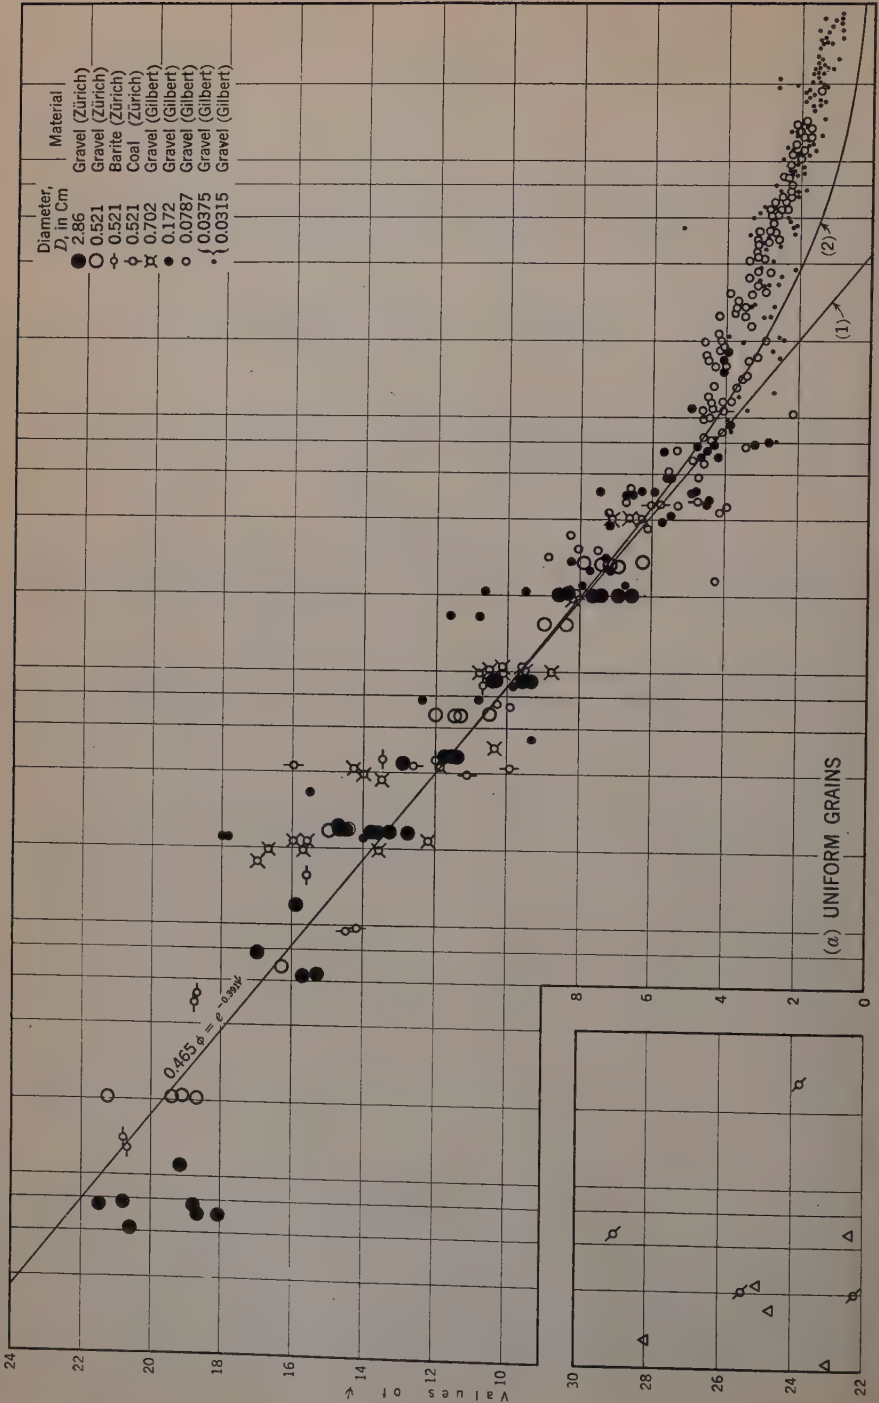 Diameter, D, in Cm Material
2.86 Gravel (Zürich)
0.521 Gravel (Zürich)
0.521 Barite (Zürich)
0.521 Coal (Zürich)
0.702 Gravel (Gilbert)
0.172 Gravel (Gilbert)
0.0787 Gravel (Gilbert)
{ 0.0375 Gravel (Gilbert)
{ 0.0315 Gravel (Gilbert)
24
22
20
18
16
14
12
10
8
6
4
2
0
Values of ψ
0.465 ϕ = e^-0.391ψ
(1)
(2)
(a) UNIFORM GRAINS
30
28
26
24
22